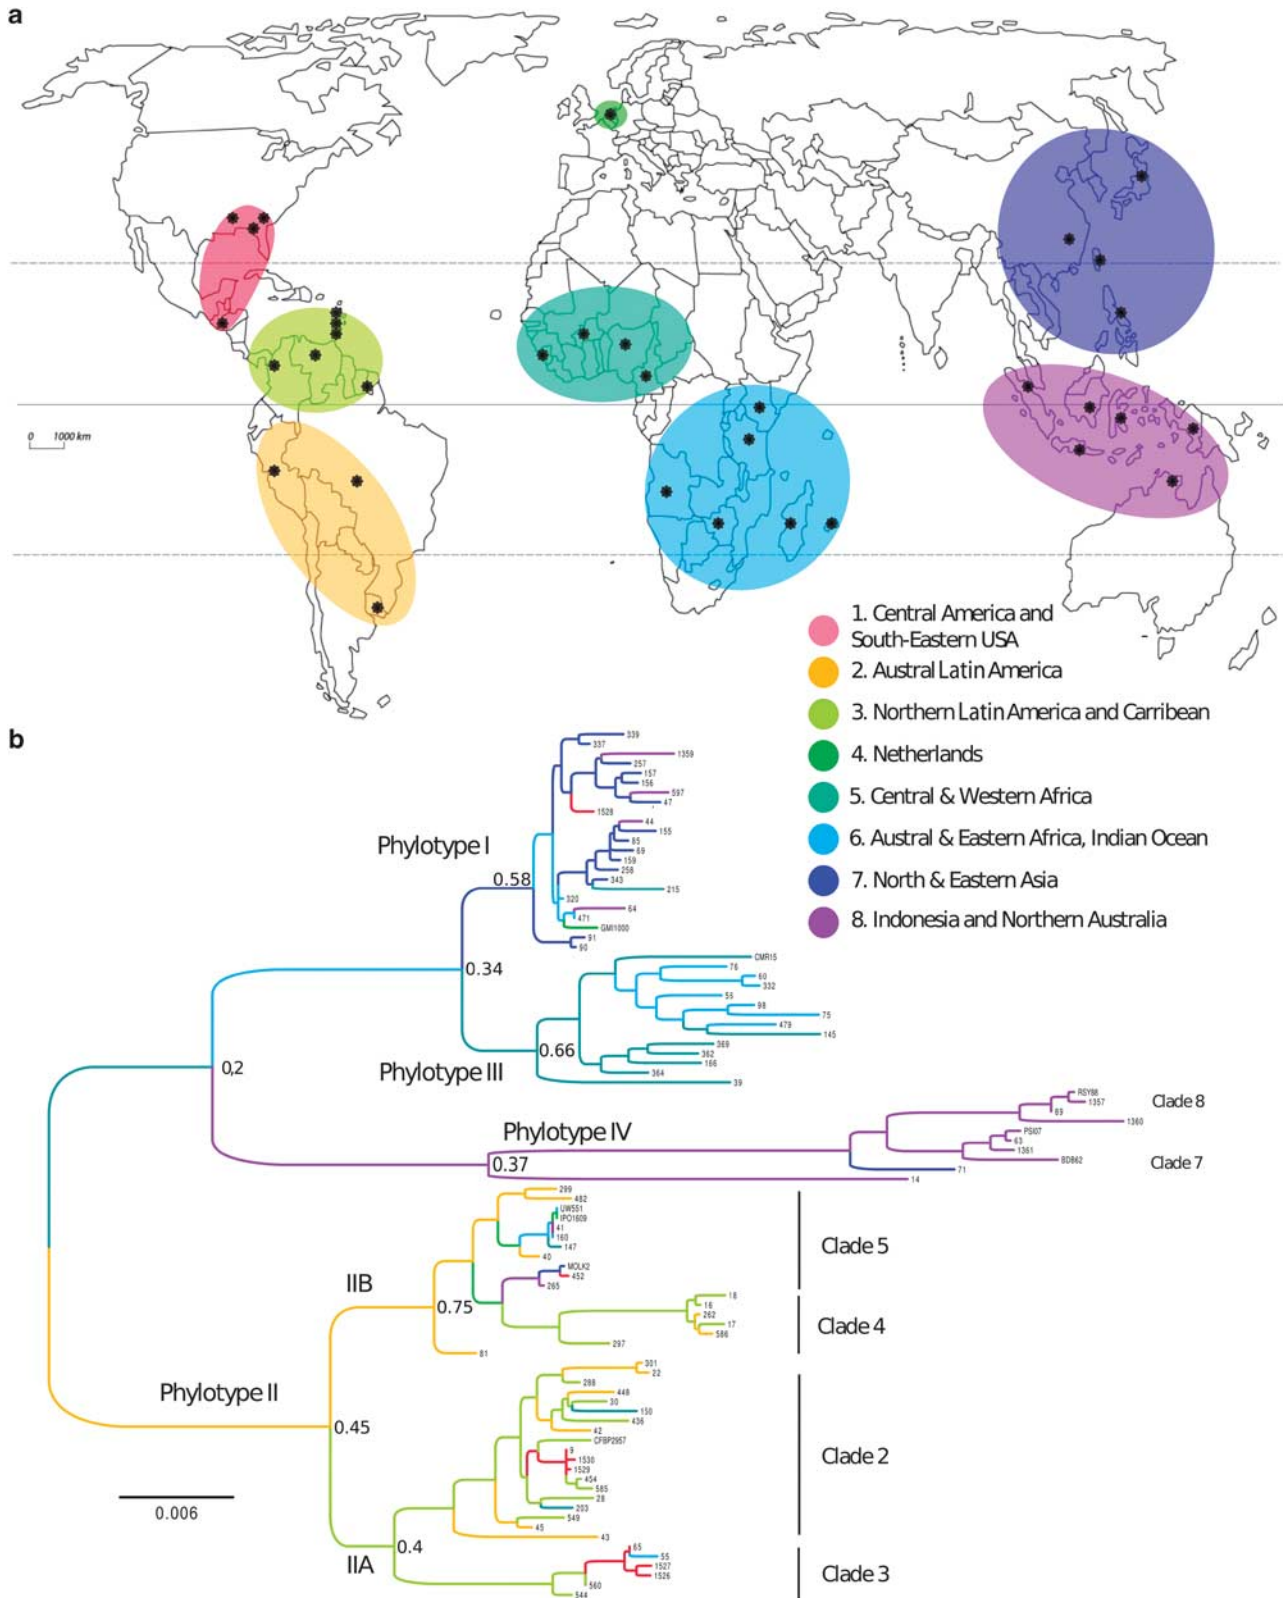 a
0 1000 km
1. Central America and
South-Eastern USA
2. Austral Latin America
3. Northern Latin America and Carribean
4. Netherlands
5. Central & Western Africa
6. Austral & Eastern Africa, Indian Ocean
7. North & Eastern Asia
8. Indonesia and Northern Australia
b
339
337
1359
257
157
156
597
47
1528
44
155
85
69
159
258
343
215
320
64
471
GMI1000
91
90
Phylotype I
0.58
0.34
CMR15
76
60
332
55
98
75
479
145
369
362
166
364
39
0.66
Phylotype III
0,2
Phylotype IV
0.37
RSY88
1357
69
1360
Clade 8
PSI07
63
1361
BDB62
Clade 7
71
14
299
482
UW551
IPO1609
41
160
147
40
MOLK2
452
265
Clade 5
IIB
0.75
18
16
262
17
586
297
81
Clade 4
Phylotype II
0.45
301
22
288
448
30
150
436
42
CFBP2957
9
1530
1529
454
585
28
203
549
45
43
Clade 2
0.006
0.4
IIA
65
55
1527
1526
560
544
Clade 3